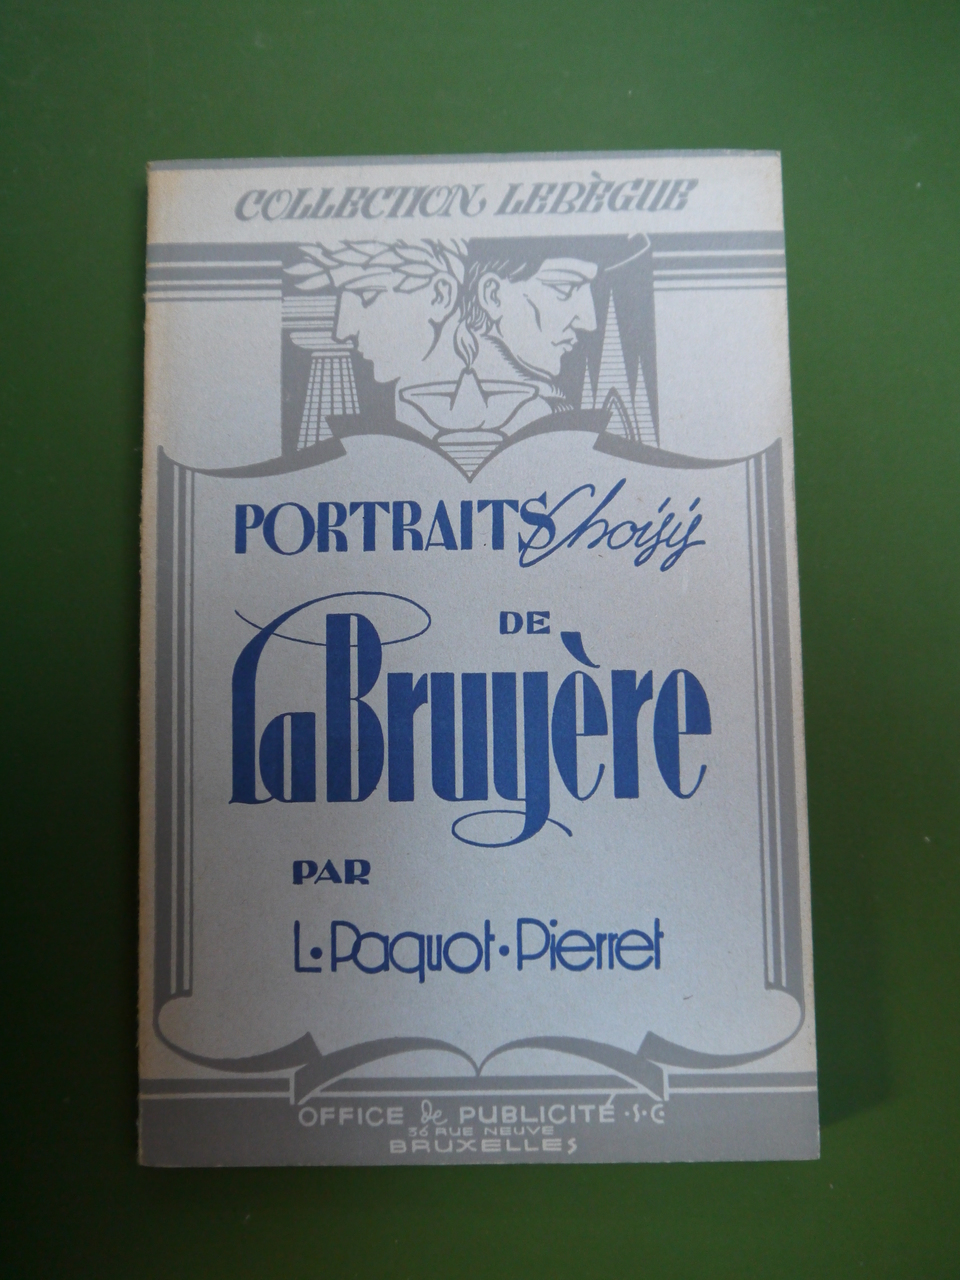 COLLECTION LEBÈGUE
PORTRAITS Choisis
DE
La Bruyère
PAR
L. Paquot-Pierret
OFFICE de PUBLICITÉ. S. C
36 RUE NEUVE
BRUXELLES